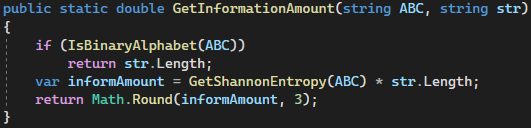 public static double GetInformationAmount(string ABC, string str)
{
    if (IsBinaryAlphabet(ABC))
        return str.Length;
    var informAmount = GetShannonEntropy(ABC) * str.Length;
    return Math.Round(informAmount, 3);
}